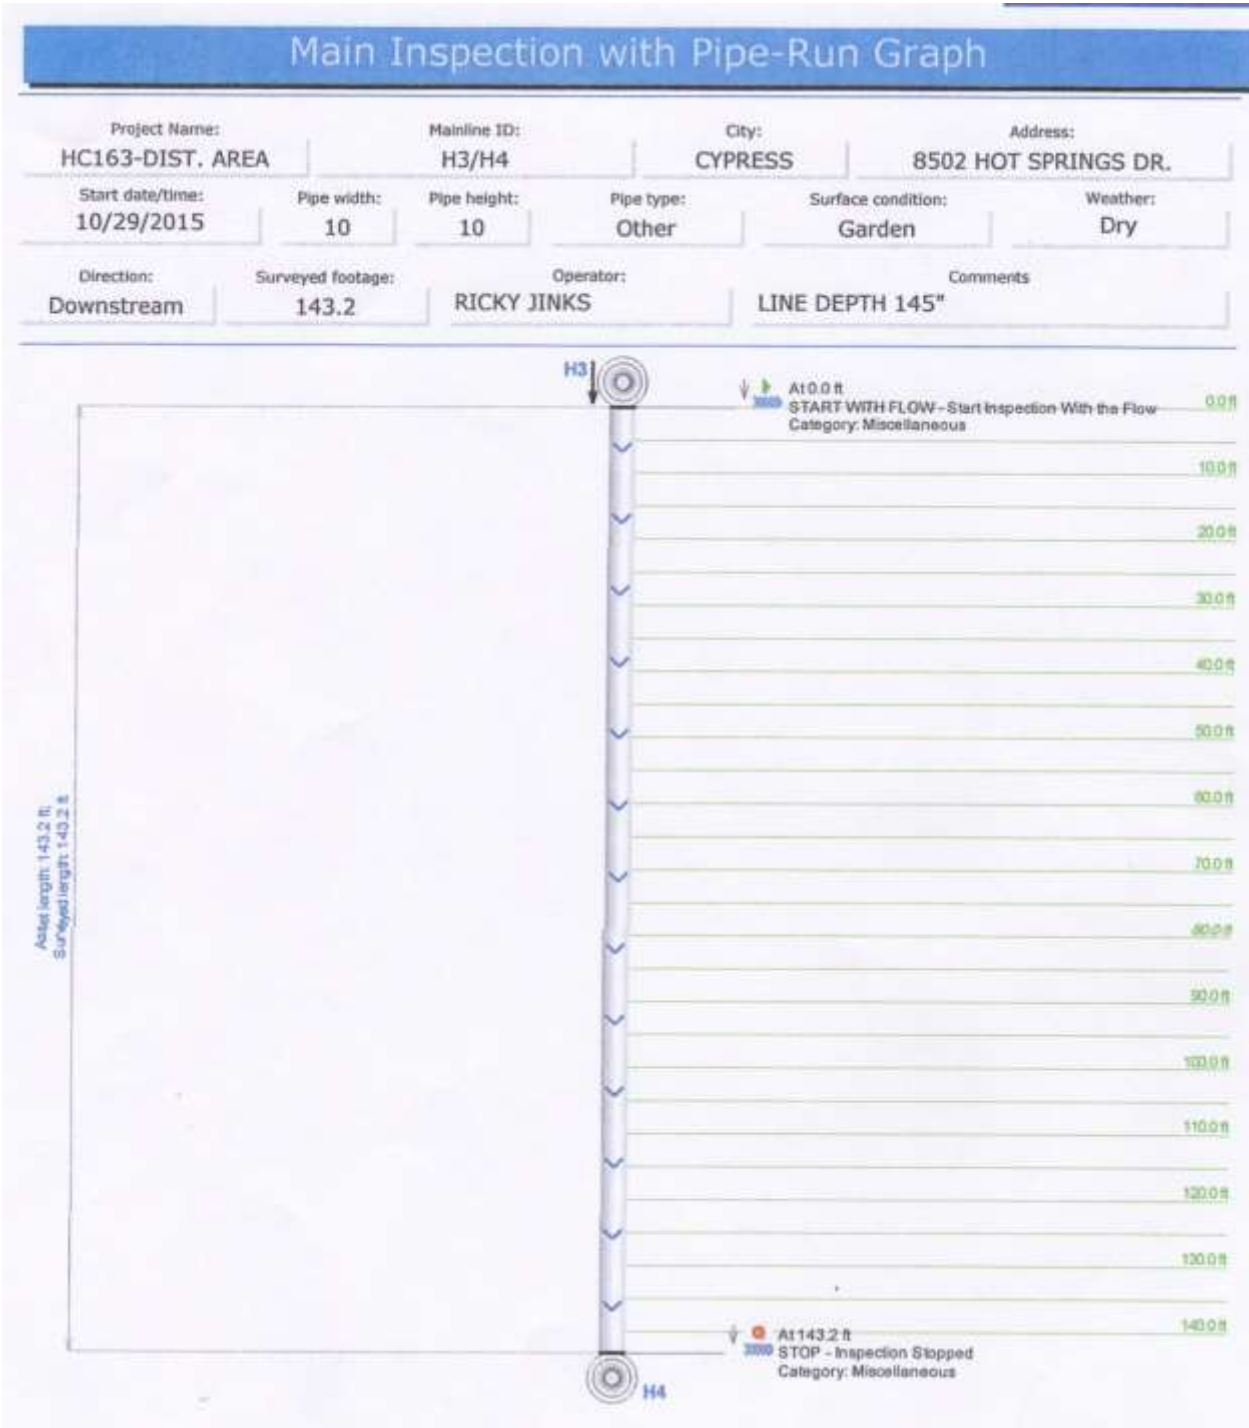 Main Inspection with Pipe-Run Graph
Project Name: Mainline ID: City: Address:
HC163-DIST. AREA H3/H4 CYPRESS 8502 HOT SPRINGS DR.
Start date/time: Pipe width: Pipe height: Pipe type: Surface condition: Weather:
10/29/2015 10 10 Other Garden Dry
Direction: Surveyed footage: Operator: Comments
Downstream 143.2 RICKY JINKS LINE DEPTH 145"
H3
At 0.0 ft
START WITH FLOW - Start Inspection With the Flow
Category: Miscellaneous
0.0 ft
10.0 ft
20.0 ft
30.0 ft
40.0 ft
50.0 ft
60.0 ft
70.0 ft
80.0 ft
90.0 ft
100.0 ft
110.0 ft
120.0 ft
130.0 ft
140.0 ft
Asset length: 143.2 ft;
Surveyed length: 143.2 ft
At 143.2 ft
STOP - Inspection Stopped
Category: Miscellaneous
H4